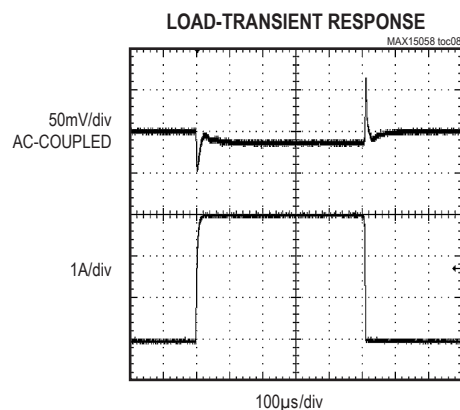 LOAD-TRANSIENT RESPONSE
MAX15058 toc08
50mV/div
AC-COUPLED
1A/div
100µs/div